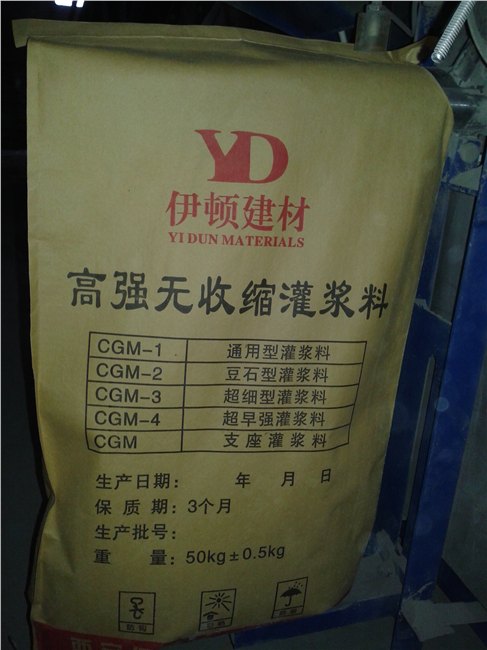 YD
伊顿建材
YI DUN MATERIALS
高强无收缩灌浆料
CGM-1 通用型灌浆料
CGM-2 豆石型灌浆料
CGM-3 超细型灌浆料
CGM-4 超早强灌浆料
CGM 支座灌浆料
生产日期： 年 月 日
保质期：3个月
生产批号：
重量：50kg±0.5kg